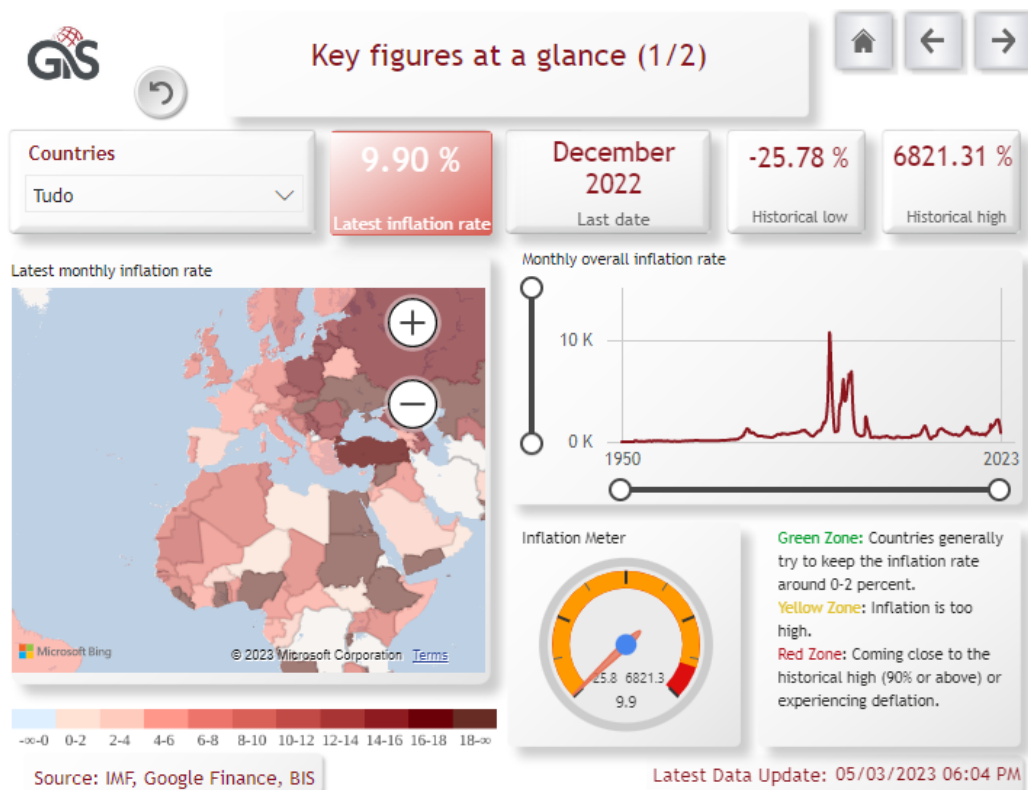 GIS
Key figures at a glance (1/2)
Countries
Tudo
9.90 %
Latest inflation rate
December
2022
Last date
-25.78 %
Historical low
6821.31 %
Historical high
Latest monthly inflation rate
Microsoft Bing
© 2023 Microsoft Corporation Terms
-∞-0 0-2 2-4 4-6 6-8 8-10 10-12 12-14 14-16 16-18 18-∞
Monthly overall inflation rate
10 K
0 K
1950 2023
Inflation Meter
25.8 6821.3
9.9
Green Zone: Countries generally
try to keep the inflation rate
around 0-2 percent.
Yellow Zone: Inflation is too
high.
Red Zone: Coming close to the
historical high (90% or above) or
experiencing deflation.
Source: IMF, Google Finance, BIS
Latest Data Update: 05/03/2023 06:04 PM